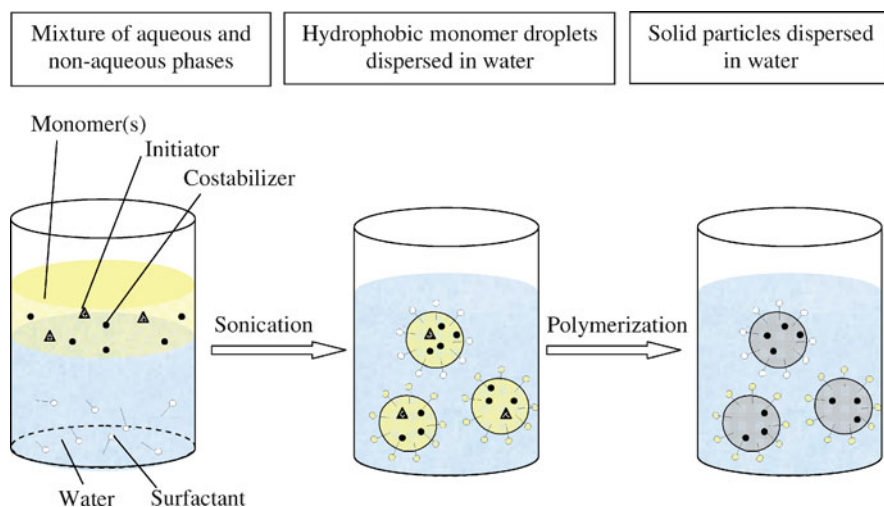 Mixture of aqueous and
non-aqueous phases
Hydrophobic monomer droplets
dispersed in water
Solid particles dispersed
in water
Monomer(s)
Initiator
Costabilizer
Sonication
Polymerization
Water
Surfactant